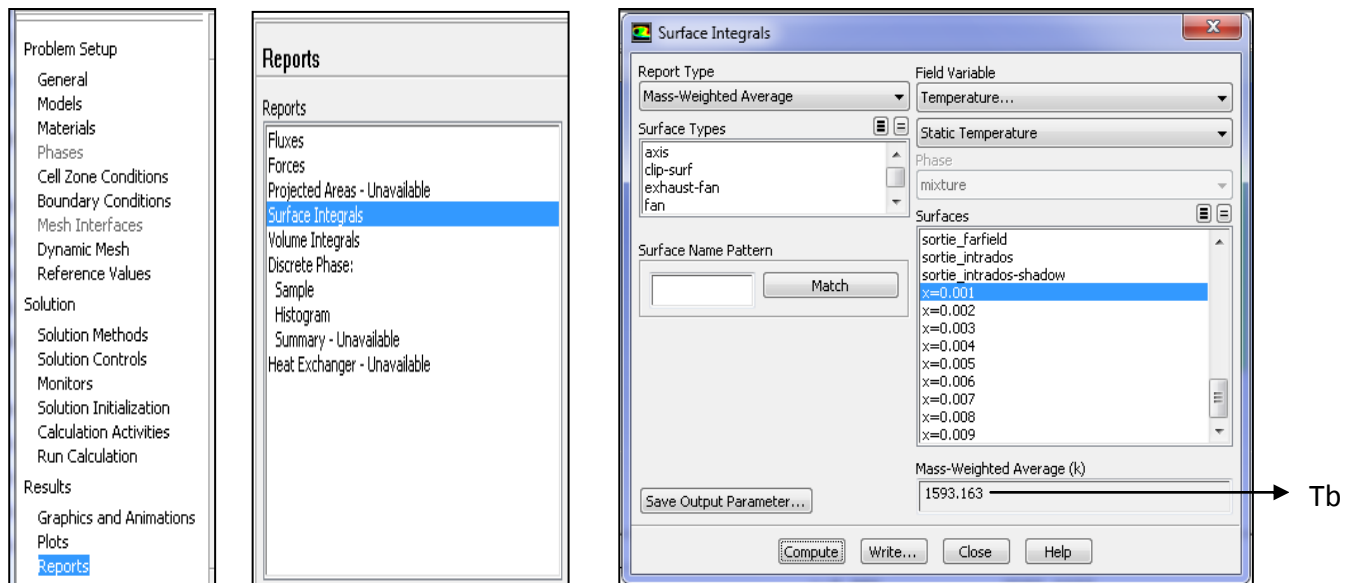 Problem Setup
General
Models
Materials
Phases
Cell Zone Conditions
Boundary Conditions
Mesh Interfaces
Dynamic Mesh
Reference Values
Solution
Solution Methods
Solution Controls
Monitors
Solution Initialization
Calculation Activities
Run Calculation
Results
Graphics and Animations
Plots
Reports
Reports
Reports
Fluxes
Forces
Projected Areas - Unavailable
Surface Integrals
Volume Integrals
Discrete Phase:
Sample
Histogram
Summary - Unavailable
Heat Exchanger - Unavailable
Surface Integrals
Report Type
Mass-Weighted Average
Surface Types
axis
clip-surf
exhaust-fan
fan
Surface Name Pattern
Match
Save Output Parameter...
Field Variable
Temperature...
Static Temperature
Phase
mixture
Surfaces
sortie_farfield
sortie_intrados
sortie_intrados-shadow
x=0.001
x=0.002
x=0.003
x=0.004
x=0.005
x=0.006
x=0.007
x=0.008
x=0.009
Mass-Weighted Average (k)
1593.163
Tb
Compute Write... Close Help